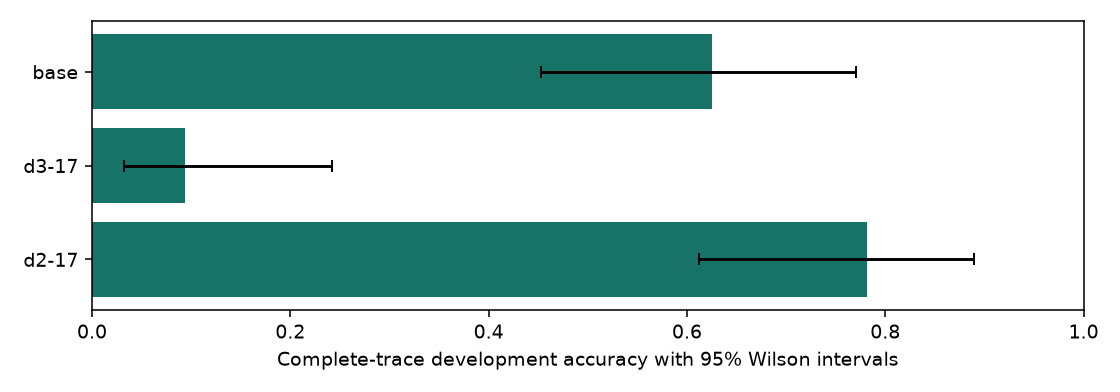 base
d3-17
d2-17
0.0 0.2 0.4 0.6 0.8 1.0
Complete-trace development accuracy with 95% Wilson intervals